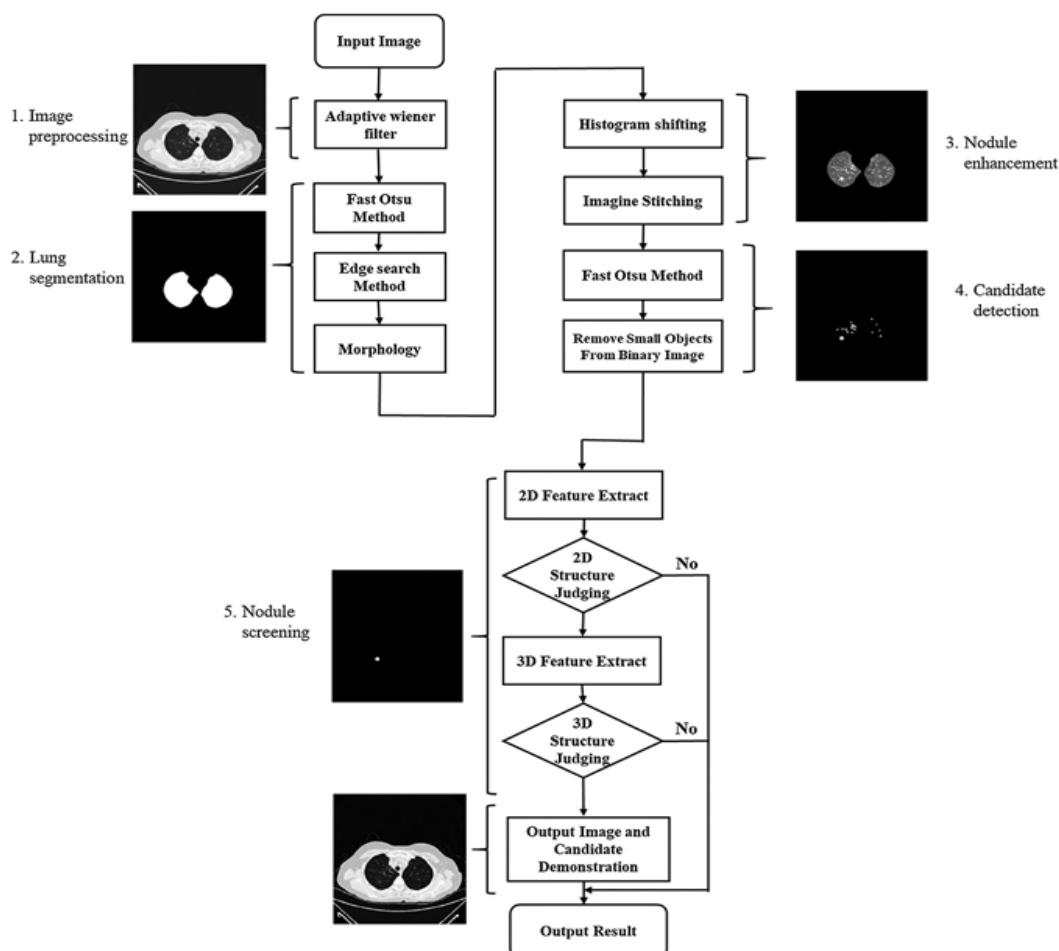 Input Image
1. Image
preprocessing
Adaptive wiener
filter
2. Lung
segmentation
Fast Otsu
Method
Edge search
Method
Morphology
Histogram shifting
Imagine Stitching
3. Nodule
enhancement
Fast Otsu Method
Remove Small Objects
From Binary Image
4. Candidate
detection
5. Nodule
screening
2D Feature Extract
2D
Structure
Judging
No
3D Feature Extract
3D
Structure
Judging
No
Output Image and
Candidate
Demonstration
Output Result